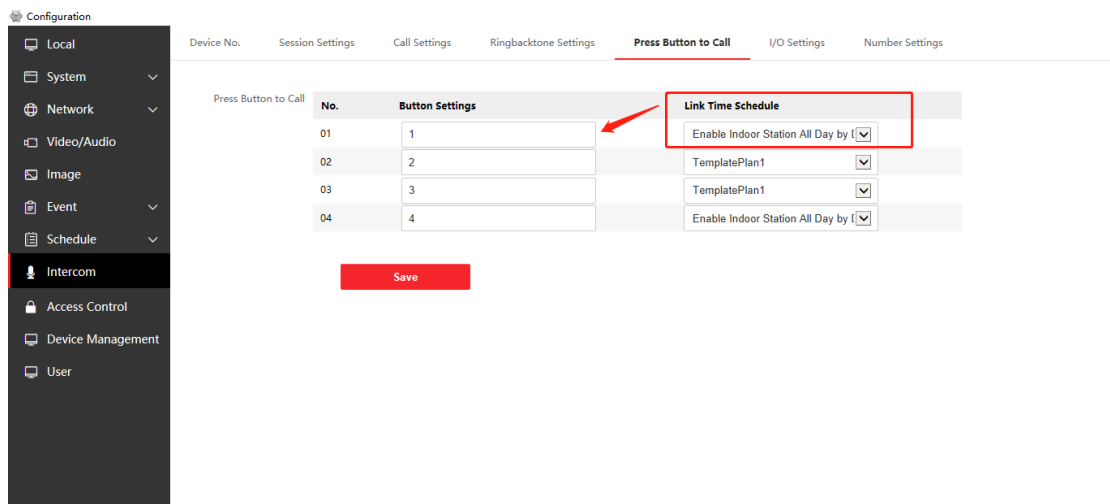 Configuration
Local
System
Network
Video/Audio
Image
Event
Schedule
Intercom
Access Control
Device Management
User
Device No. Session Settings Call Settings Ringbacktone Settings Press Button to Call I/O Settings Number Settings
Press Button to Call No. Button Settings Link Time Schedule
01 1 Enable Indoor Station All Day by
02 2 TemplatePlan1
03 3 TemplatePlan1
04 4 Enable Indoor Station All Day by
Save